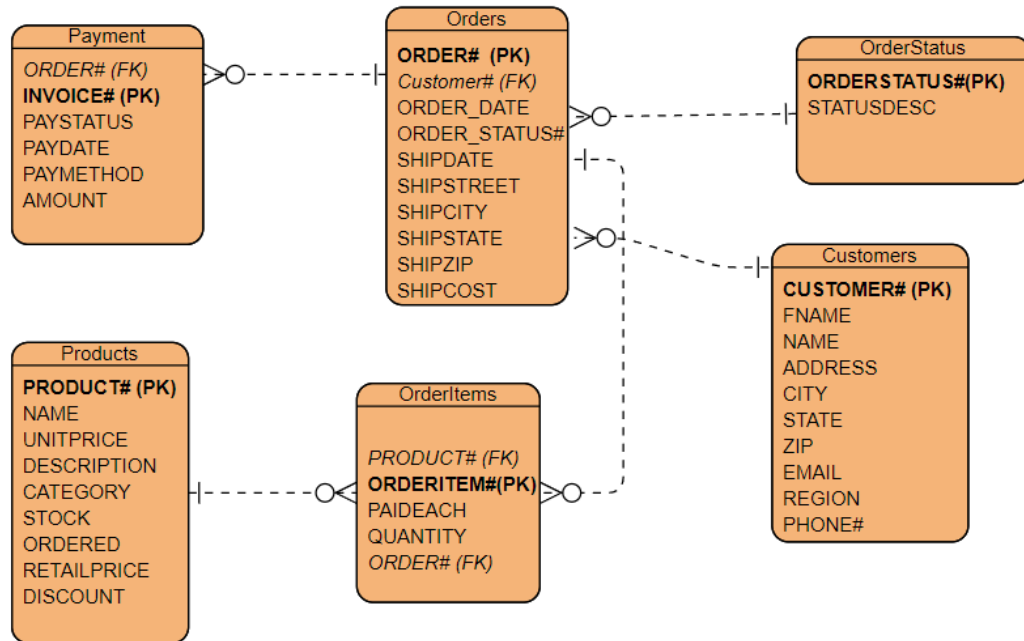 Payment
ORDER# (FK)
INVOICE# (PK)
PAYSTATUS
PAYDATE
PAYMETHOD
AMOUNT
Orders
ORDER# (PK)
Customer# (FK)
ORDER_DATE
ORDER_STATUS#
SHIPDATE
SHIPSTREET
SHIPCITY
SHIPSTATE
SHIPZIP
SHIPCOST
OrderStatus
ORDERSTATUS#(PK)
STATUSDESC
Customers
CUSTOMER# (PK)
FNAME
NAME
ADDRESS
CITY
STATE
ZIP
EMAIL
REGION
PHONE#
Products
PRODUCT# (PK)
NAME
UNITPRICE
DESCRIPTION
CATEGORY
STOCK
ORDERED
RETAILPRICE
DISCOUNT
OrderItems
PRODUCT# (FK)
ORDERITEM#(PK)
PAIDEACH
QUANTITY
ORDER# (FK)